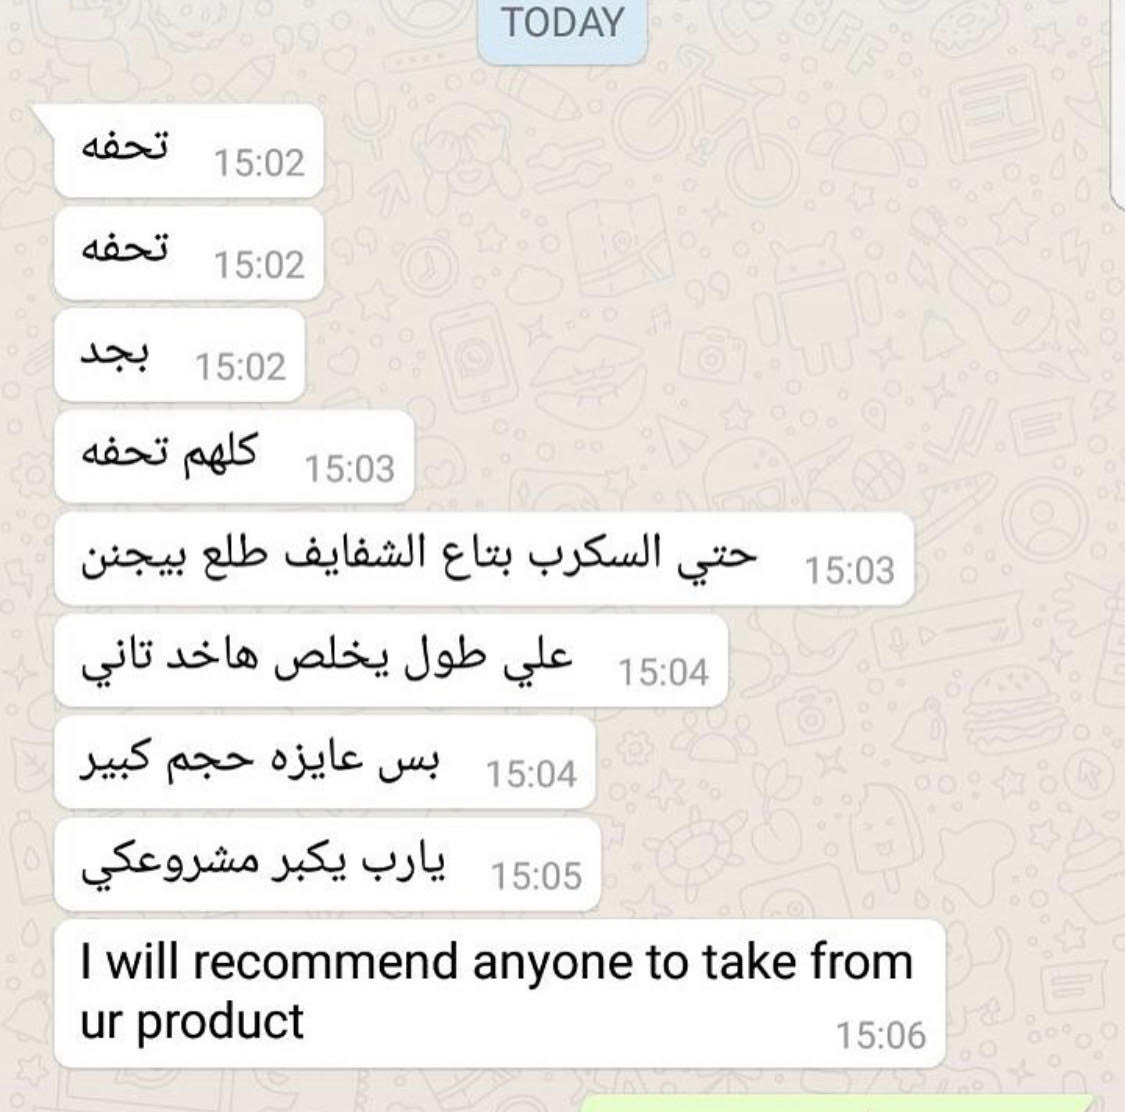 TODAY
تحفه
15:02
تحفه
15:02
بجد
15:02
كلهم تحفه
15:03
حتي السكرب بتاع الشفايف طلع بيجنن
15:03
علي طول يخلص هاخد تاني
15:04
بس عايزه حجم كبير
15:04
يارب يكبر مشروعكي
15:05
I will recommend anyone to take from
ur product
15:06